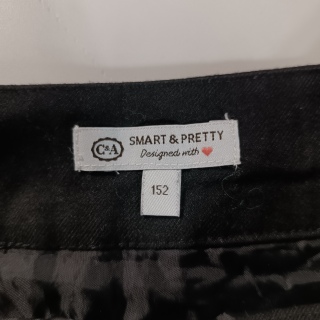 C&A
SMART & PRETTY
Designed with ❤
152